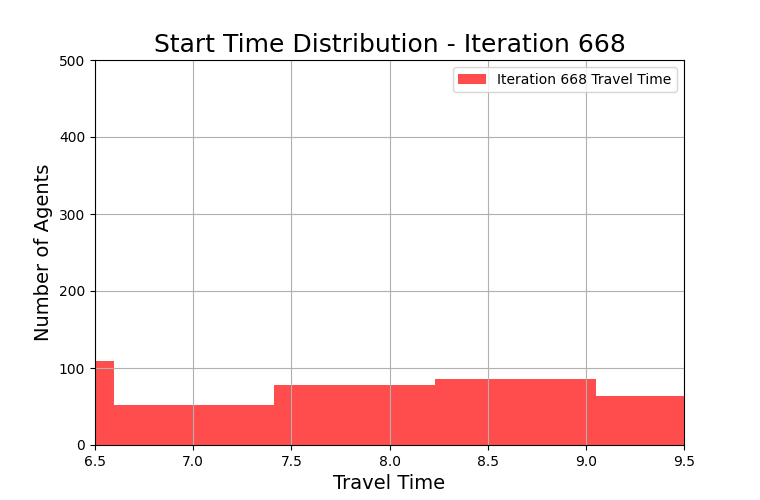 Start Time Distribution - Iteration 668
Iteration 668 Travel Time
Number of Agents
500
400
300
200
100
0
6.5 7.0 7.5 8.0 8.5 9.0 9.5
Travel Time